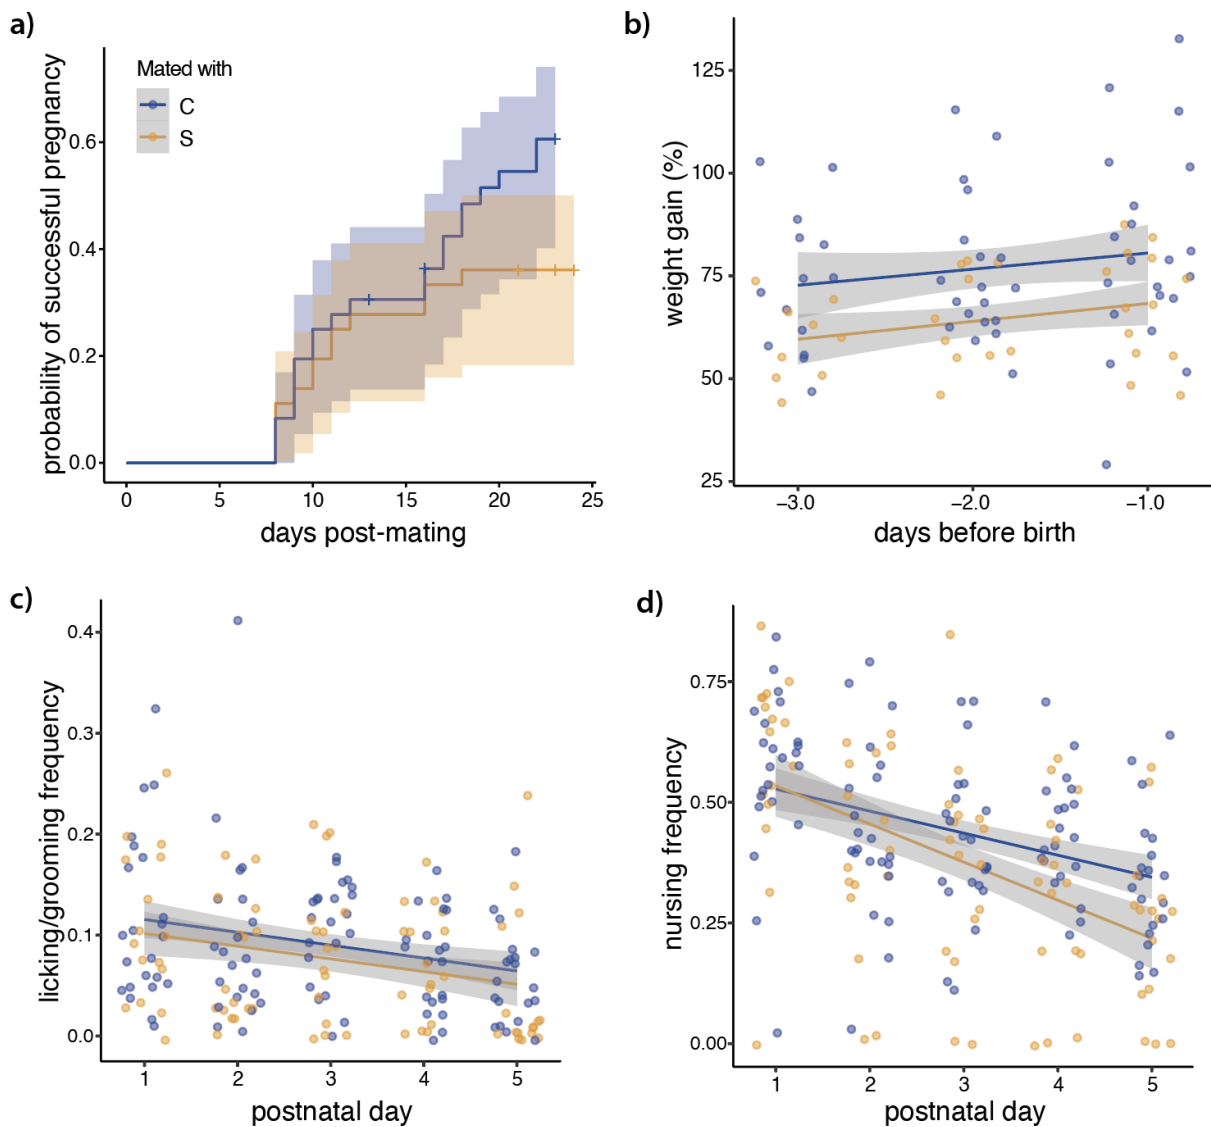 a)
probability of successful pregnancy
Mated with
C
S
0.6
0.4
0.2
0.0
0 5 10 15 20 25
days post-mating
b)
weight gain (%)
125
100
75
50
25
−3.0 −2.0 −1.0
days before birth
c)
licking/grooming frequency
0.4
0.3
0.2
0.1
0.0
1 2 3 4 5
postnatal day
d)
nursing frequency
0.75
0.50
0.25
0.00
1 2 3 4 5
postnatal day